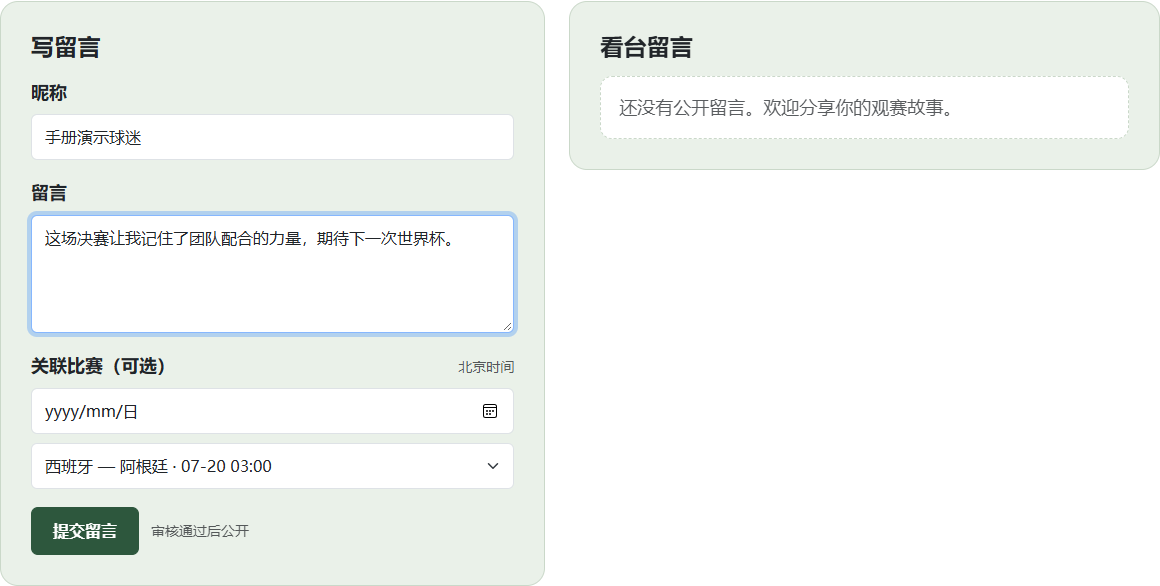 写留言
昵称
手册演示球迷
留言
这场决赛让我记住了团队配合的力量，期待下一次世界杯。
关联比赛（可选）
北京时间
yyyy/mm/日
西班牙 — 阿根廷 · 07-20 03:00
提交留言
审核通过后公开
看台留言
还没有公开留言。欢迎分享你的观赛故事。